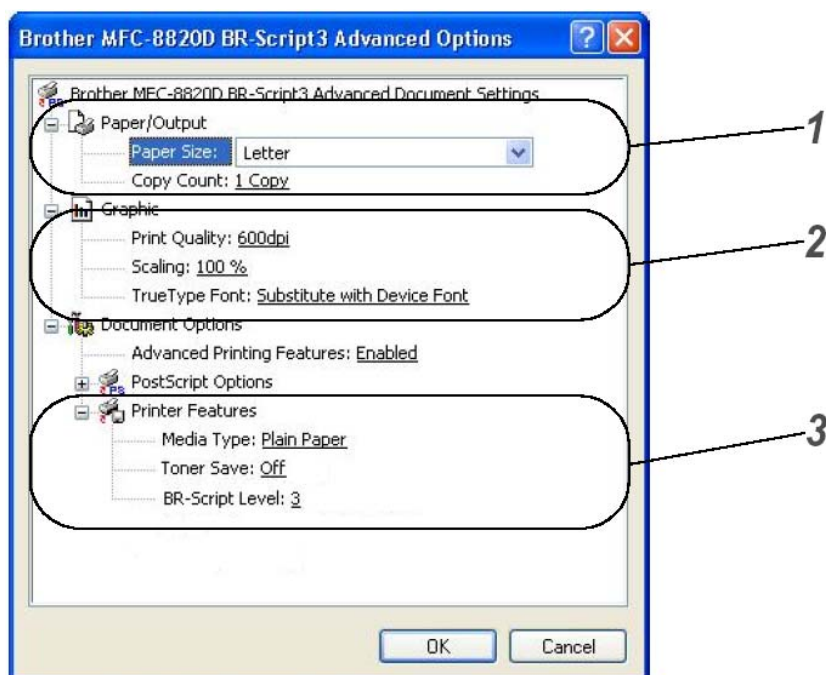 Brother MFC-8820D BR-Script3 Advanced Options
Brother MFC-8820D BR-Script3 Advanced Document Settings
Paper/Output
1
Paper Size: Letter
Copy Count: 1 Copy
Graphic
Print Quality: 600dpi
2
Scaling: 100 %
TrueType Font: Substitute with Device Font
Document Options
Advanced Printing Features: Enabled
PostScript Options
Printer Features
Media Type: Plain Paper
3
Toner Save: Off
BR-Script Level: 3
OK Cancel